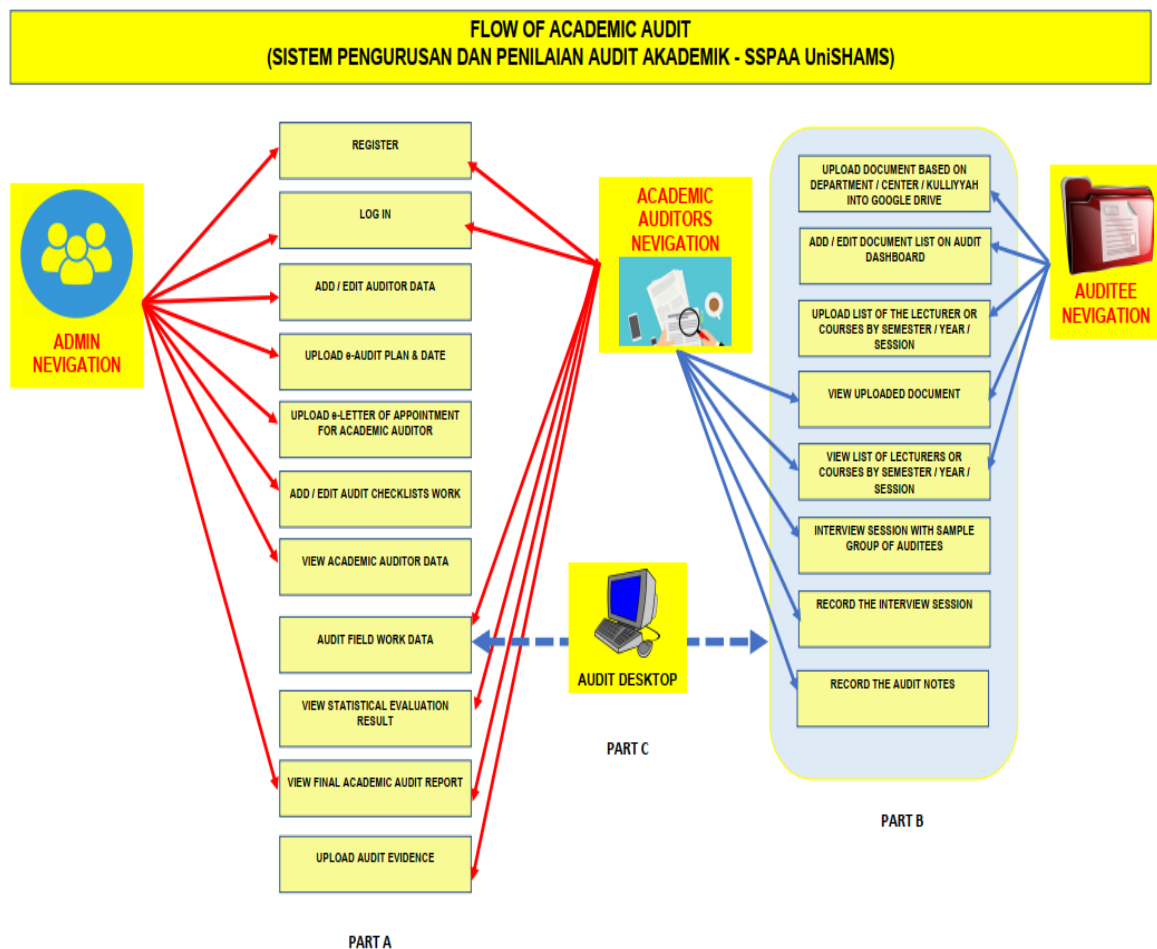 FLOW OF ACADEMIC AUDIT
(SISTEM PENGURUSAN DAN PENILAIAN AUDIT AKADEMIK - SSPAA UniSHAMS)
ADMIN
NEVIGATION
REGISTER
LOG IN
ADD / EDIT AUDITOR DATA
UPLOAD e-AUDIT PLAN & DATE
UPLOAD e-LETTER OF APPOINTMENT
FOR ACADEMIC AUDITOR
ADD / EDIT AUDIT CHECKLISTS WORK
VIEW ACADEMIC AUDITOR DATA
AUDIT FIELD WORK DATA
VIEW STATISTICAL EVALUATION
RESULT
VIEW FINAL ACADEMIC AUDIT REPORT
UPLOAD AUDIT EVIDENCE
PART A
ACADEMIC
AUDITORS
NEVIGATION
AUDIT DESKTOP
PART C
UPLOAD DOCUMENT BASED ON
DEPARTMENT / CENTER / KULLIYYAH
INTO GOOGLE DRIVE
ADD / EDIT DOCUMENT LIST ON AUDIT
DASHBOARD
UPLOAD LIST OF THE LECTURER OR
COURSES BY SEMESTER / YEAR /
SESSION
VIEW UPLOADED DOCUMENT
VIEW LIST OF LECTURERS OR
COURSES BY SEMESTER / YEAR /
SESSION
INTERVIEW SESSION WITH SAMPLE
GROUP OF AUDITEES
RECORD THE INTERVIEW SESSION
RECORD THE AUDIT NOTES
PART B
AUDITEE
NEVIGATION